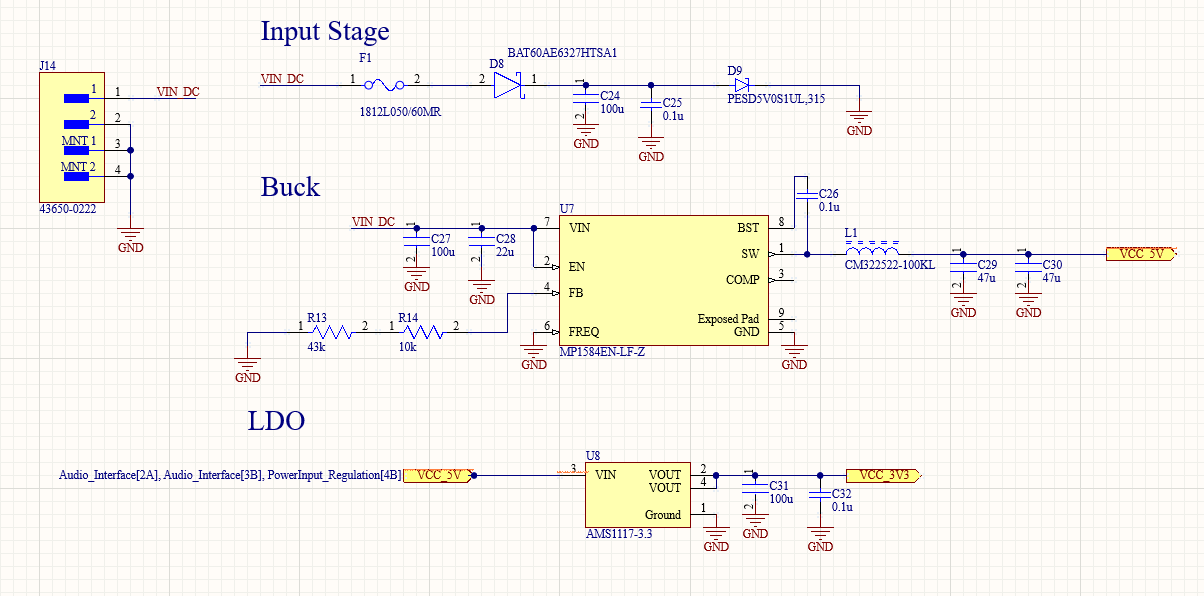 Input Stage
J14
1 1 VIN_DC
2 2
MNT 1 3
MNT 2 4
43650-0222
GND
VIN_DC
F1
1 2
1812L050/60MR
BAT60AE6327HTSA1
D8
2 1
1 2
C24
100u
GND
C25
0.1u
GND
D9
PESD5V0S1UL,315
GND
Buck
VIN_DC
1 2
C27
100u
GND
1 2
C28
22u
GND
U7
7 VIN BST 8
SW 1
2 EN
COMP 3
4 FB
Exposed Pad 9
6 FREQ GND 5
MP1584EN-LF-Z
GND
GND
C26
0.1u
L1
CM322522-100KL
1 2
C29
47u
GND
1 2
C30
47u
GND
VCC_5V
R13
1 2
43k
R14
1 2
10k
GND
LDO
Audio_Interface[2A], Audio_Interface[3B], PowerInput_Regulation[4B]
VCC_5V
U8
3 VIN VOUT 2
VOUT 4
Ground 1
AMS1117-3.3
GND
1 2
C31
100u
GND
C32
0.1u
GND
VCC_3V3